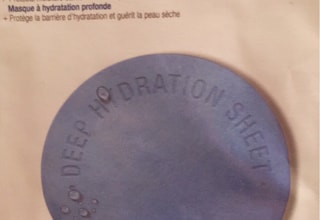 Masque à hydratation profonde
+ Protège la barrière d'hydratation et guérit la peau sèche
DEEP HYDRATION SHEET